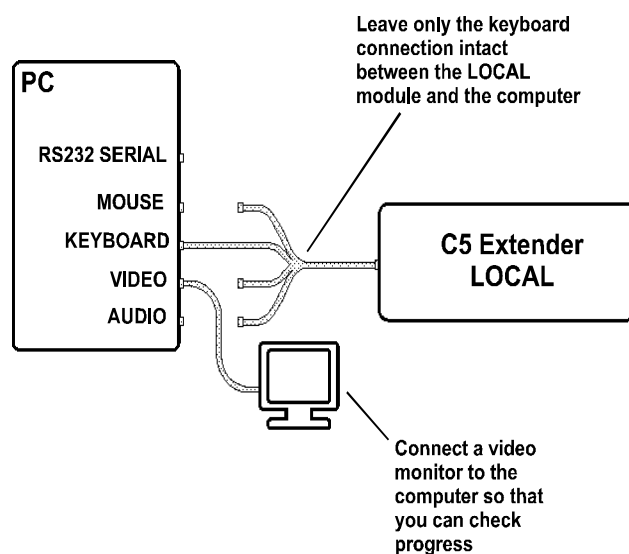 Leave only the keyboard
connection intact
between the LOCAL
module and the computer
PC
RS232 SERIAL
MOUSE
KEYBOARD
VIDEO
AUDIO
C5 Extender
LOCAL
Connect a video
monitor to the
computer so that
you can check
progress